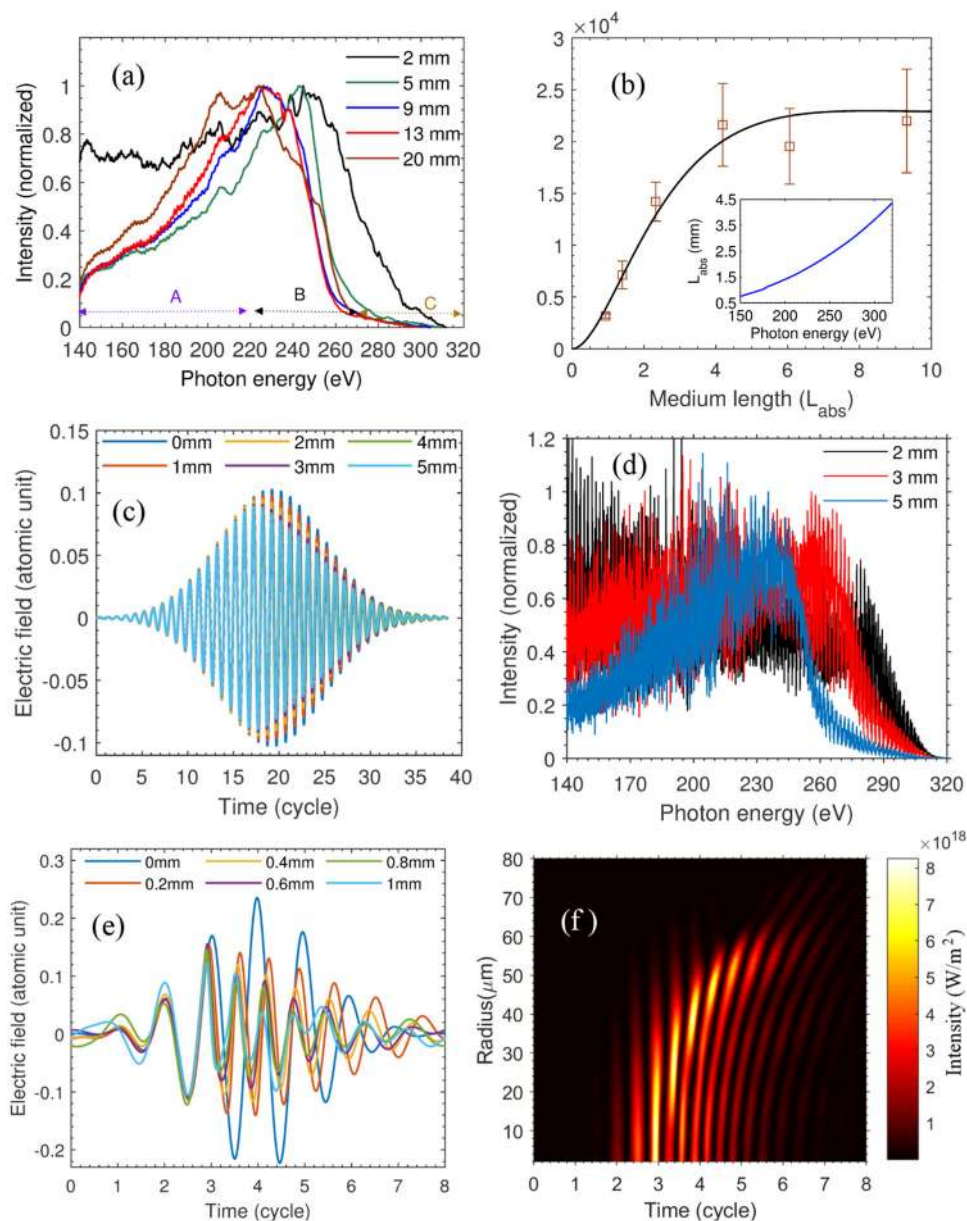 (a)
2 mm
5 mm
9 mm
13 mm
20 mm
Intensity (normalized)
1
0.8
0.6
0.4
0.2
0
A
B
C
140 160 180 200 220 240 260 280 300 320
Photon energy (eV)
×10⁴
(b)
3
2.5
2
1.5
1
0.5
0
0 2 4 6 8 10
Medium length (L_abs)
L_abs (mm)
4.5
3.5
2.5
1.5
0.5
150 200 250 300
Photon energy (eV)
(c)
0mm 2mm 4mm
1mm 3mm 5mm
Electric field (atomic unit)
0.15
0.1
0.05
0
-0.05
-0.1
0 5 10 15 20 25 30 35 40
Time (cycle)
(d)
2 mm
3 mm
5 mm
Intensity (normalized)
1.2
1
0.8
0.6
0.4
0.2
0
140 170 200 230 260 290 320
Photon energy (eV)
(e)
0mm 0.4mm 0.8mm
0.2mm 0.6mm 1mm
Electric field (atomic unit)
0.3
0.2
0.1
0
-0.1
-0.2
0 1 2 3 4 5 6 7 8
Time (cycle)
(f)
Radius(μm)
80
70
60
50
40
30
20
10
0 1 2 3 4 5 6 7 8
Time (cycle)
×10¹⁸
8
7
6
5
4
3
2
1
Intensity (W/m²)